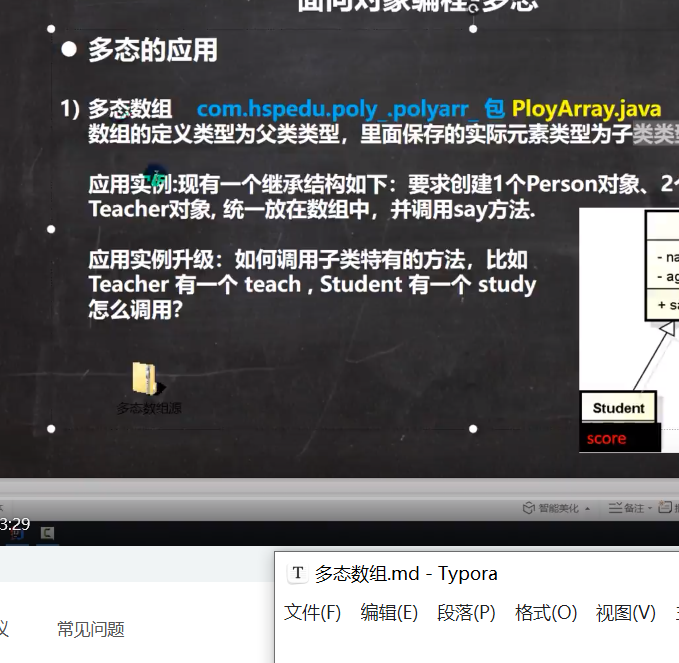 面向对象编程-多态
● 多态的应用
1) 多态数组 com.hspedu.poly_.polyarr_ 包 PloyArray.java
数组的定义类型为父类类型，里面保存的实际元素类型为子类类型
应用实例:现有一个继承结构如下：要求创建1个Person对象、2个
Teacher对象, 统一放在数组中，并调用say方法.
应用实例升级：如何调用子类特有的方法，比如
Teacher 有一个 teach , Student 有一个 study
怎么调用？
- na
- ag
+ sa
多态数组源
Student
score
智能美化
备注
3:29
多态数组.md - Typora
文件(F) 编辑(E) 段落(P) 格式(O) 视图(V)
议 常见问题